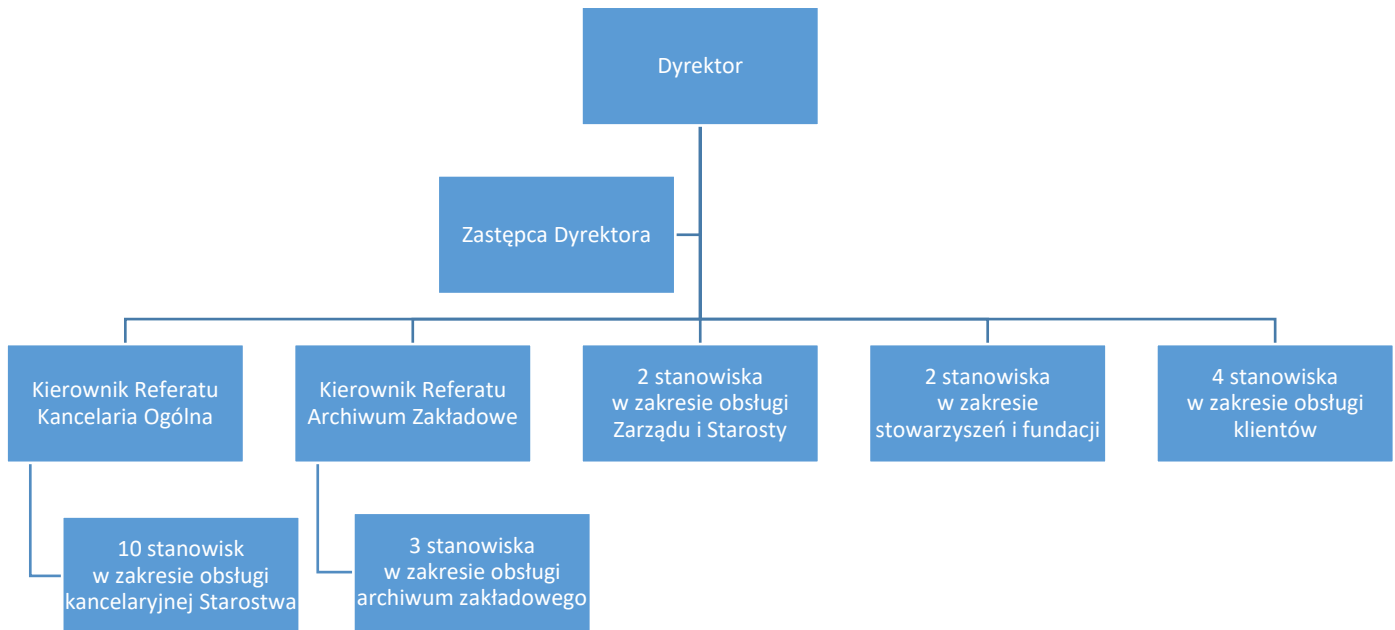 Dyrektor
Zastępca Dyrektora
Kierownik Referatu
Kancelaria Ogólna
Kierownik Referatu
Archiwum Zakładowe
2 stanowiska
w zakresie obsługi
Zarządu i Starosty
2 stanowiska
w zakresie
stowarzyszeń i fundacji
4 stanowiska
w zakresie obsługi
klientów
10 stanowisk
w zakresie obsługi
kancelaryjnej Starostwa
3 stanowiska
w zakresie obsługi
archiwum zakładowego